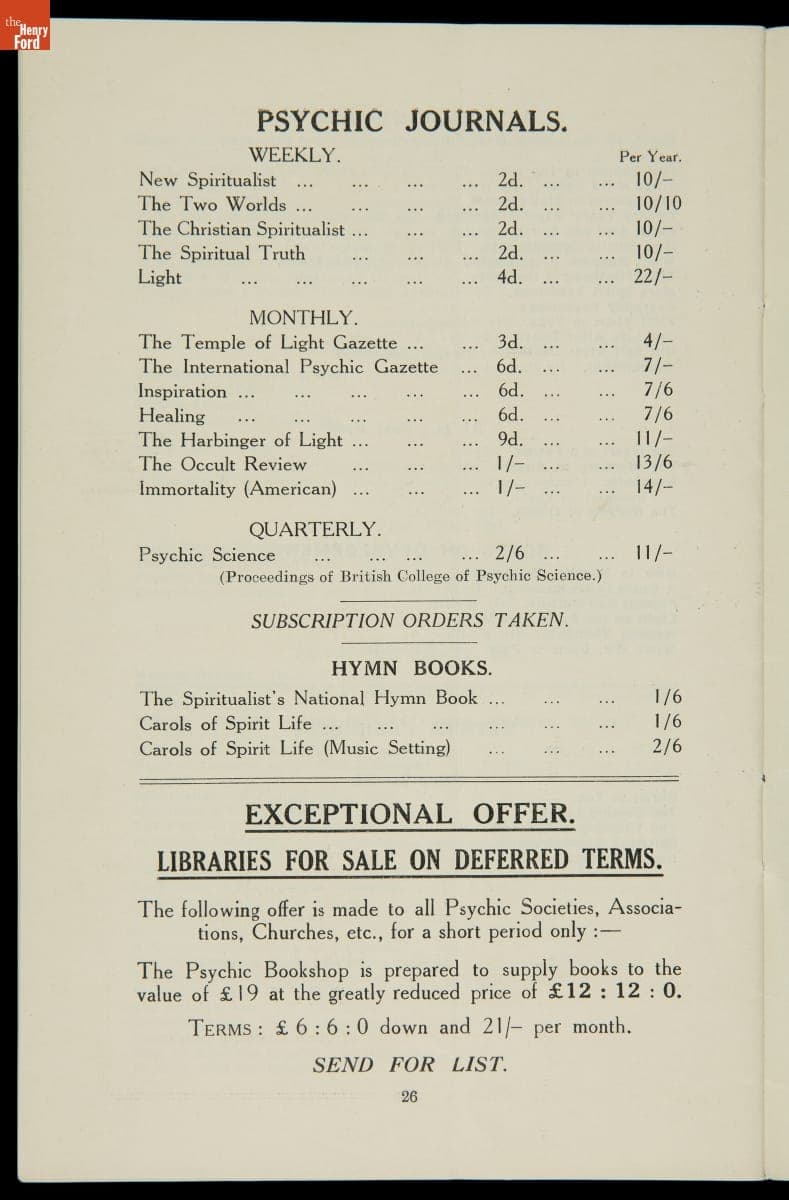 the
Henry
Ford
PSYCHIC JOURNALS.
WEEKLY. Per Year.
New Spiritualist ... ... ... ... 2d. ... ... 10/–
The Two Worlds ... ... ... ... 2d. ... ... 10/10
The Christian Spiritualist ... ... ... 2d. ... ... 10/–
The Spiritual Truth ... ... ... 2d. ... ... 10/–
Light ... ... ... ... ... 4d. ... ... 22/–
MONTHLY.
The Temple of Light Gazette ... ... 3d. ... ... 4/–
The International Psychic Gazette ... 6d. ... ... 7/–
Inspiration ... ... ... ... ... 6d. ... ... 7/6
Healing ... ... ... ... ... 6d. ... ... 7/6
The Harbinger of Light ... ... ... 9d. ... ... 11/–
The Occult Review ... ... ... 1/– ... ... 13/6
Immortality (American) ... ... ... 1/– ... ... 14/–
QUARTERLY.
Psychic Science ... ... ... ... 2/6 ... ... 11/–
(Proceedings of British College of Psychic Science.)
SUBSCRIPTION ORDERS TAKEN.
HYMN BOOKS.
The Spiritualist's National Hymn Book ... ... ... 1/6
Carols of Spirit Life ... ... ... ... ... ... 1/6
Carols of Spirit Life (Music Setting) ... ... ... 2/6
EXCEPTIONAL OFFER.
LIBRARIES FOR SALE ON DEFERRED TERMS.
The following offer is made to all Psychic Societies, Associa-
tions, Churches, etc., for a short period only :—
The Psychic Bookshop is prepared to supply books to the
value of £19 at the greatly reduced price of £12 : 12 : 0.
TERMS : £6 : 6 : 0 down and 21/– per month.
SEND FOR LIST.
26